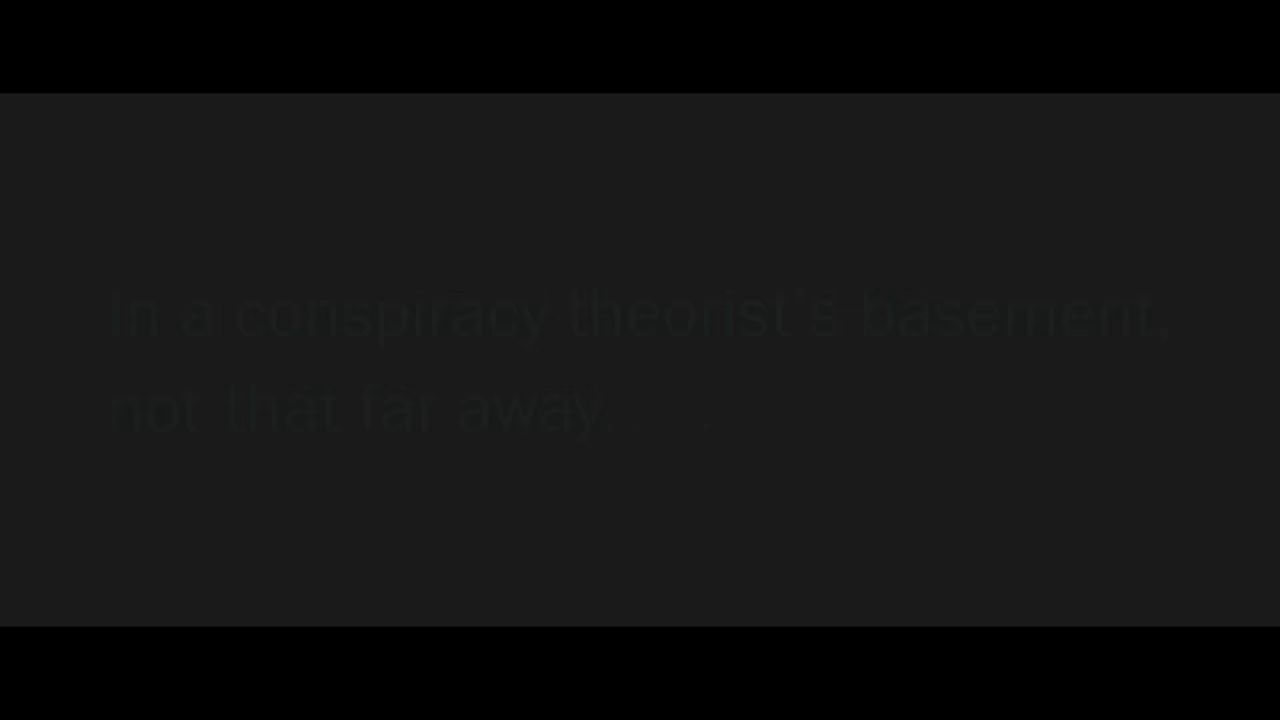 In a conspiracy theorist's basement,
not that far away. . . .